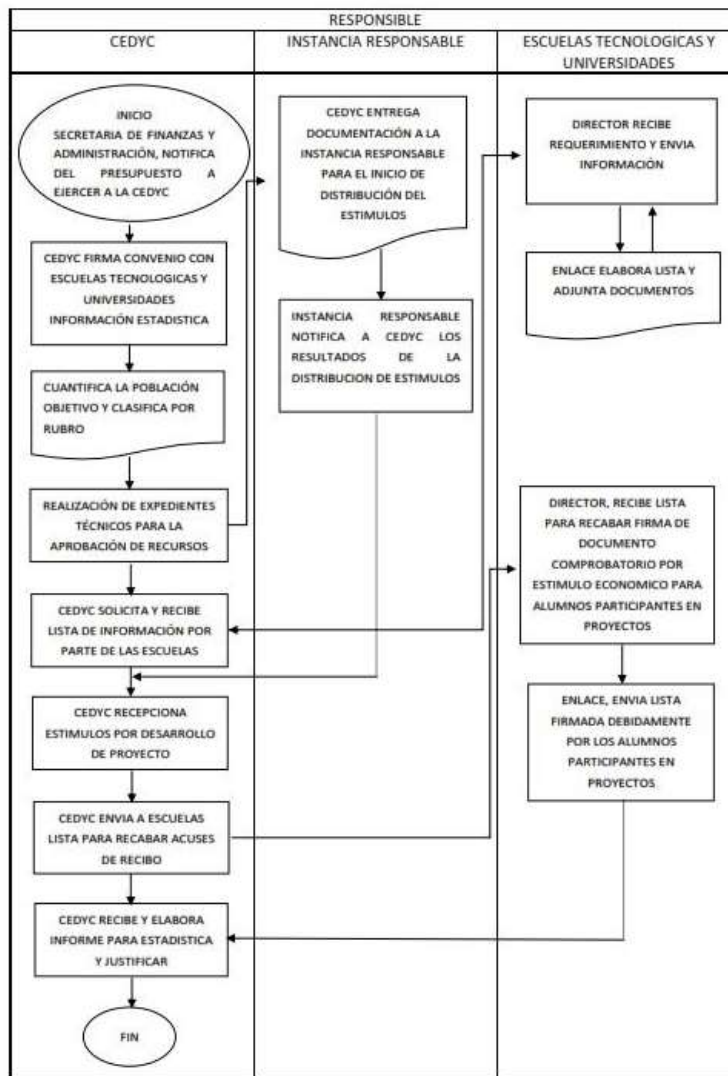 RESPONSIBLE
CEDYC
INSTANCIA RESPONSABLE
ESCUELAS TECNOLOGICAS Y
UNIVERSIDADES
INICIO
SECRETARIA DE FINANZAS Y
ADMINISTRACIÓN, NOTIFICA
DEL PRESUPUESTO A
EJERCER A LA CEDYC
CEDYC FIRMA CONVENIO CON
ESCUELAS TECNOLOGICAS Y
UNIVERSIDADES
INFORMACIÓN ESTADISTICA
CUANTIFICA LA POBLACIÓN
OBJETIVO Y CLASIFICA POR
RUBRO
REALIZACIÓN DE EXPEDIENTES
TÉCNICOS PARA LA
APROBACIÓN DE RECURSOS
CEDYC SOLICITA Y RECIBE
LISTA DE INFORMACIÓN POR
PARTE DE LAS ESCUELAS
CEDYC RECEPCIONA
ESTIMULOS POR DESARROLLO
DE PROYECTO
CEDYC ENVIA A ESCUELAS
LISTA PARA RECABAR ACUSES
DE RECIBO
CEDYC RECIBE Y ELABORA
INFORME PARA ESTADISTICA
Y JUSTIFICAR
FIN
CEDYC ENTREGA
DOCUMENTACIÓN A LA
INSTANCIA RESPONSABLE
PARA EL INICIO DE
DISTRIBUCIÓN DEL
ESTIMULOS
INSTANCIA RESPONSABLE
NOTIFICA A CEDYC LOS
RESULTADOS DE LA
DISTRIBUCION DE ESTIMULOS
DIRECTOR RECIBE
REQUERIMIENTO Y ENVIA
INFORMACIÓN
ENLACE ELABORA LISTA Y
ADJUNTA DOCUMENTOS
DIRECTOR, RECIBE LISTA
PARA RECABAR FIRMA DE
DOCUMENTO
COMPROBATORIO POR
ESTIMULO ECONOMICO PARA
ALUMNOS PARTICIPANTES EN
PROYECTOS
ENLACE, ENVIA LISTA
FIRMADA DEBIDAMENTE
POR LOS ALUMNOS
PARTICIPANTES EN
PROYECTOS